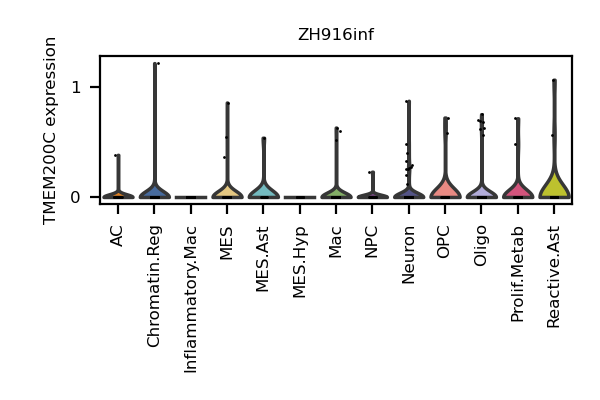 ZH916inf
TMEM200C expression
1
0
AC
Chromatin.Reg
Inflammatory.Mac
MES
MES.Ast
MES.Hyp
Mac
NPC
Neuron
OPC
Oligo
Prolif.Metab
Reactive.Ast